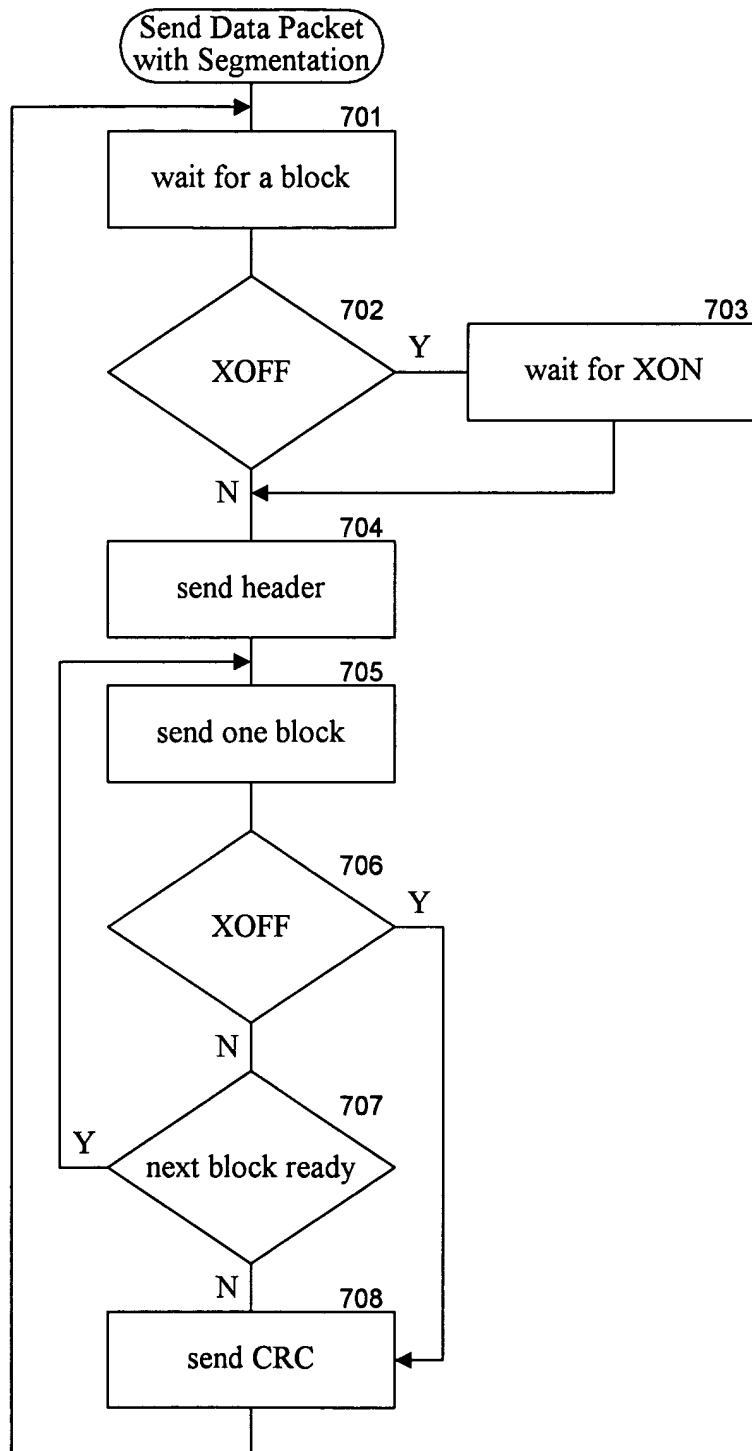 Send Data Packet
with Segmentation
701
wait for a block
702
703
XOFF
Y
wait for XON
N
704
send header
705
send one block
706
Y
XOFF
N
707
Y
next block ready
N
708
send CRC